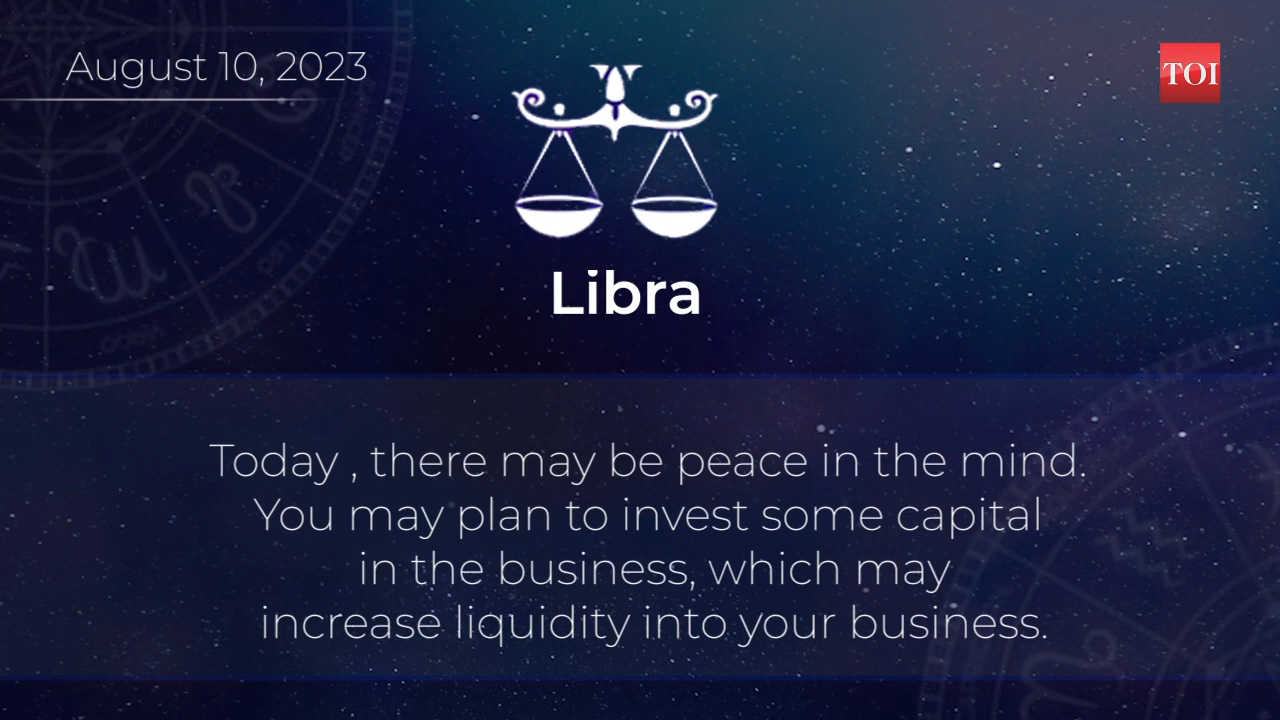 August 10, 2023
TOI
Libra
Today , there may be peace in the mind.
You may plan to invest some capital
in the business, which may
increase liquidity into your business.